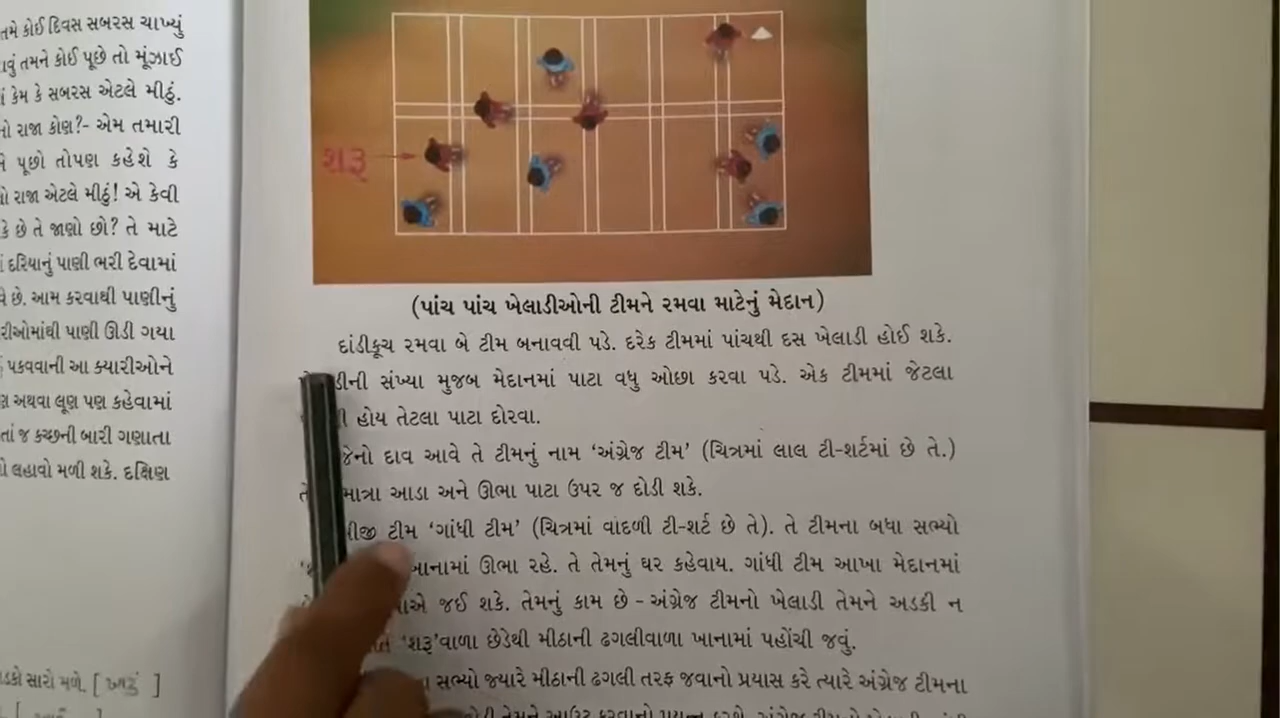 તમે કોઈ દિવસ સબરસ ચાખ્યું
તમને કોઈ પૂછે તો મૂંઝાઈ
કેમ કે સબરસ એટલે મીઠું.
રાજા કોણ?- એમ તમારી
પૂછો તોપણ કહેશે કે
રાજા એટલે મીઠું! એ કેવી
છે તે જાણો છો? તે માટે
દરિયાનું પાણી ભરી દેવામાં
છે. આમ કરવાથી પાણીનું
પાણી ઊડી ગયા
પકવવાની આ ક્યારીઓને
અથવા લૂણ પણ કહેવામાં
જ કચ્છની બારી ગણાતા
લહાવો મળી શકે. દક્ષિણ
સારો મળે. [ ]
શરૂ
(પાંચ પાંચ ખેલાડીઓની ટીમને રમવા માટેનું મેદાન)
દાંડીકૂચ રમવા બે ટીમ બનાવવી પડે. દરેક ટીમમાં પાંચથી દસ ખેલાડી હોઈ શકે.
સંખ્યા મુજબ મેદાનમાં પાટા વધુ ઓછા કરવા પડે. એક ટીમમાં જેટલા
હોય તેટલા પાટા દોરવા.
જેનો દાવ આવે તે ટીમનું નામ ‘અંગ્રેજ ટીમ’ (ચિત્રમાં લાલ ટી-શર્ટમાં છે તે.)
માત્રા આડા અને ઊભા પાટા ઉપર જ દોડી શકે.
ટીમ ‘ગાંધી ટીમ’ (ચિત્રમાં વાદળી ટી-શર્ટ છે તે). તે ટીમના બધા સભ્યો
ઊભા રહે. તે તેમનું ઘર કહેવાય. ગાંધી ટીમ આખા મેદાનમાં
જઈ શકે. તેમનું કામ છે - અંગ્રેજ ટીમનો ખેલાડી તેમને અડકી ન
‘શરૂ’વાળા છેડેથી મીઠાની ઢગલીવાળા ખાનામાં પહોંચી જવું.
સભ્યો જ્યારે મીઠાની ઢગલી તરફ જવાનો પ્રયાસ કરે ત્યારે અંગ્રેજ ટીમના